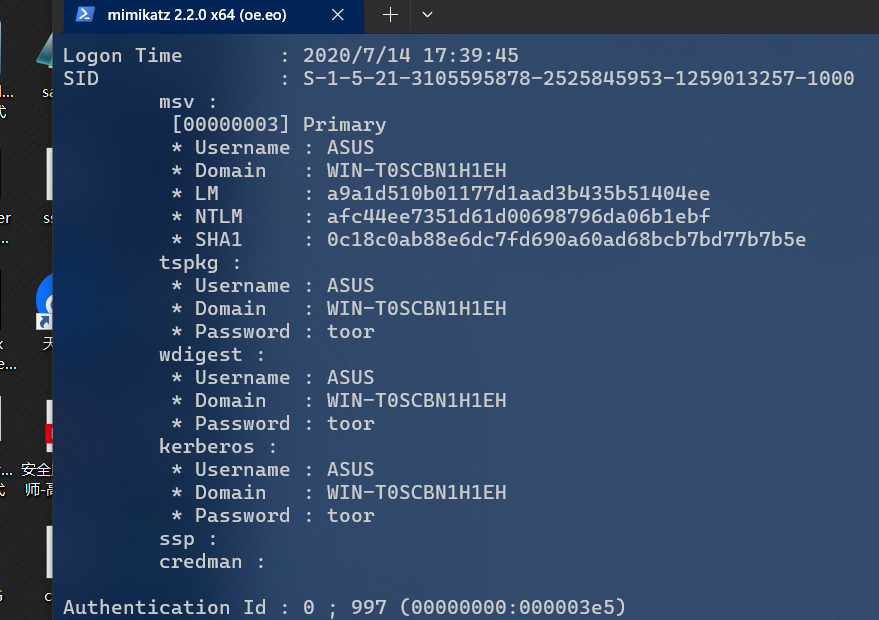 mimikatz 2.2.0 x64 (oe.eo)
Logon Time : 2020/7/14 17:39:45
SID : S-1-5-21-3105595878-2525845953-1259013257-1000
msv :
[00000003] Primary
* Username : ASUS
* Domain : WIN-T0SCBN1H1EH
* LM : a9a1d510b01177d1aad3b435b51404ee
* NTLM : afc44ee7351d61d00698796da06b1ebf
* SHA1 : 0c18c0ab88e6dc7fd690a60ad68bcb7bd77b7b5e
tspkg :
* Username : ASUS
* Domain : WIN-T0SCBN1H1EH
* Password : toor
wdigest :
* Username : ASUS
* Domain : WIN-T0SCBN1H1EH
* Password : toor
kerberos :
* Username : ASUS
* Domain : WIN-T0SCBN1H1EH
* Password : toor
ssp :
credman :
Authentication Id : 0 ; 997 (00000000:000003e5)
安全
师-高